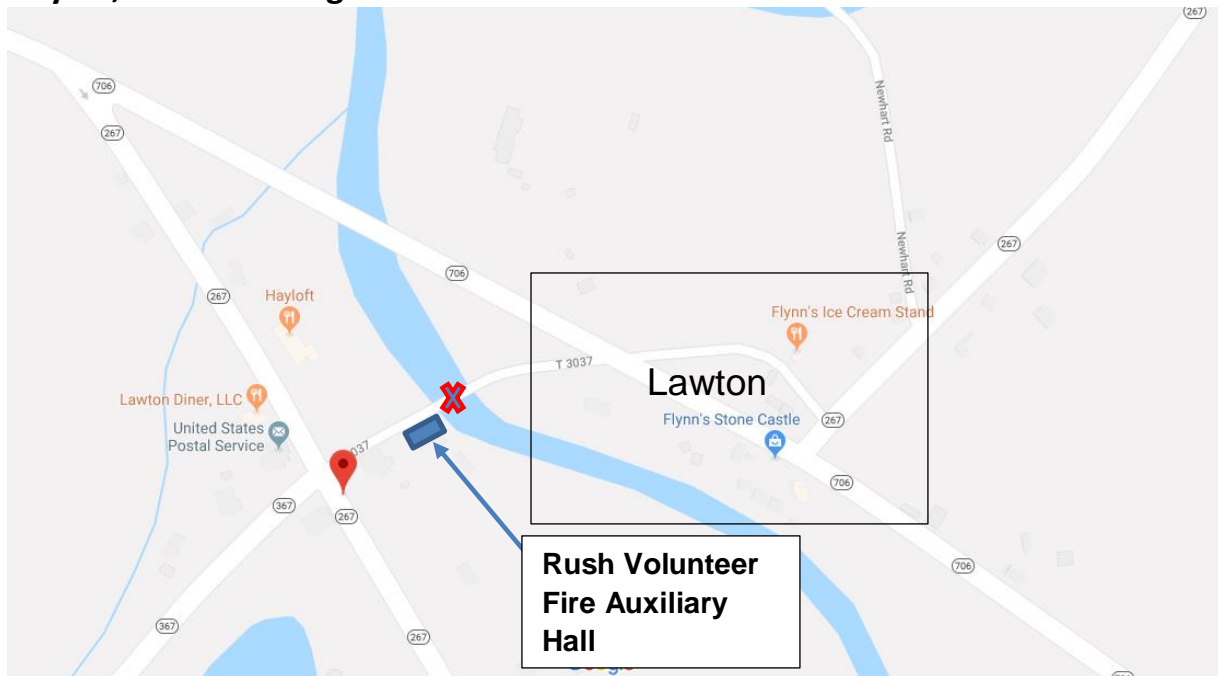 267
706
267
Newhart Rd
Newhart Rd
267
706
267
Hayloft
Flynn's Ice Cream Stand
T 3037
Lawton
Lawton Diner, LLC
Flynn's Stone Castle
267
United States
Postal Service
3037
706
367
267
706
367
267
Rush Volunteer
Fire Auxiliary
Hall